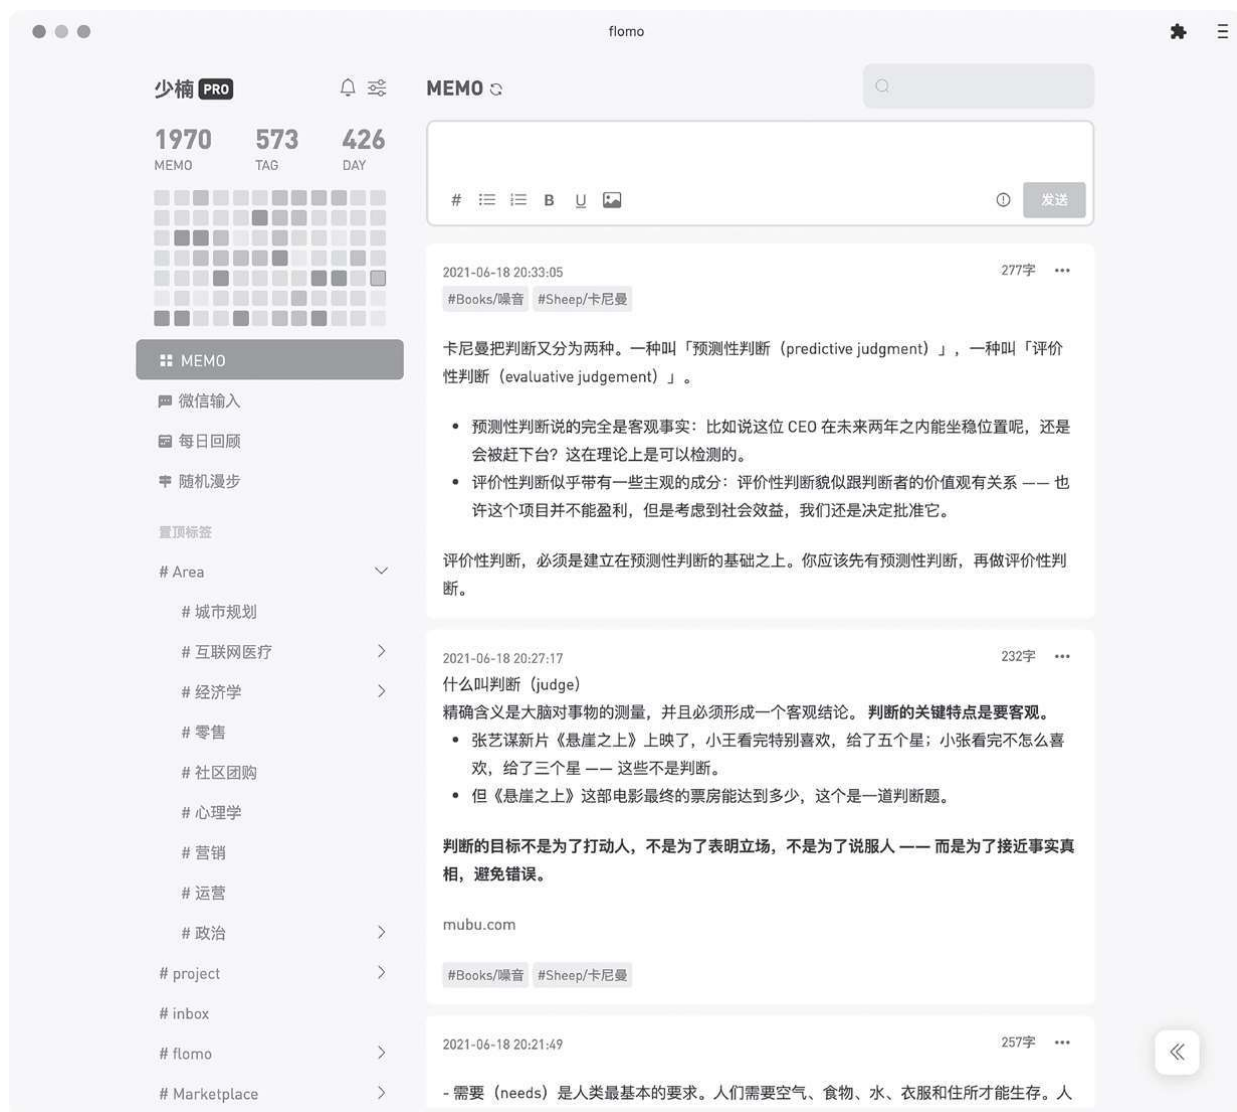 flomo
少楠 PRO
1970 573 426
MEMO TAG DAY
MEMO
微信输入
每日回顾
随机漫步
置顶标签
# Area
# 城市规划
# 互联网医疗
# 经济学
# 零售
# 社区团购
# 心理学
# 营销
# 运营
# 政治
# project
# inbox
# flomo
# Marketplace
MEMO
# B U 发送
2021-06-18 20:33:05 277字
#Books/噪音 #Sheep/卡尼曼
卡尼曼把判断又分为两种。一种叫「预测性判断（predictive judgment）」，一种叫「评价
性判断（evaluative judgement）」。
• 预测性判断说的完全是客观事实：比如说这位 CEO 在未来两年之内能坐稳位置呢，还是
会被赶下台？这在理论上是可以检测的。
• 评价性判断似乎带有一些主观的成分：评价性判断貌似跟判断者的价值观有关系 —— 也
许这个项目并不能盈利，但是考虑到社会效益，我们还是决定批准它。
评价性判断，必须是建立在预测性判断的基础之上。你应该先有预测性判断，再做评价性判
断。
2021-06-18 20:27:17 232字
什么叫判断（judge）
精确含义是大脑对事物的测量，并且必须形成一个客观结论。判断的关键特点是要客观。
• 张艺谋新片《悬崖之上》上映了，小王看完特别喜欢，给了五个星；小张看完不怎么喜
欢，给了三个星 —— 这些不是判断。
• 但《悬崖之上》这部电影最终的票房能达到多少，这个是一道判断题。
判断的目标不是为了打动人，不是为了表明立场，不是为了说服人 —— 而是为了接近事实真
相，避免错误。
mubu.com
#Books/噪音 #Sheep/卡尼曼
2021-06-18 20:21:49 257字
- 需要（needs）是人类最基本的要求。人们需要空气、食物、水、衣服和住所才能生存。人